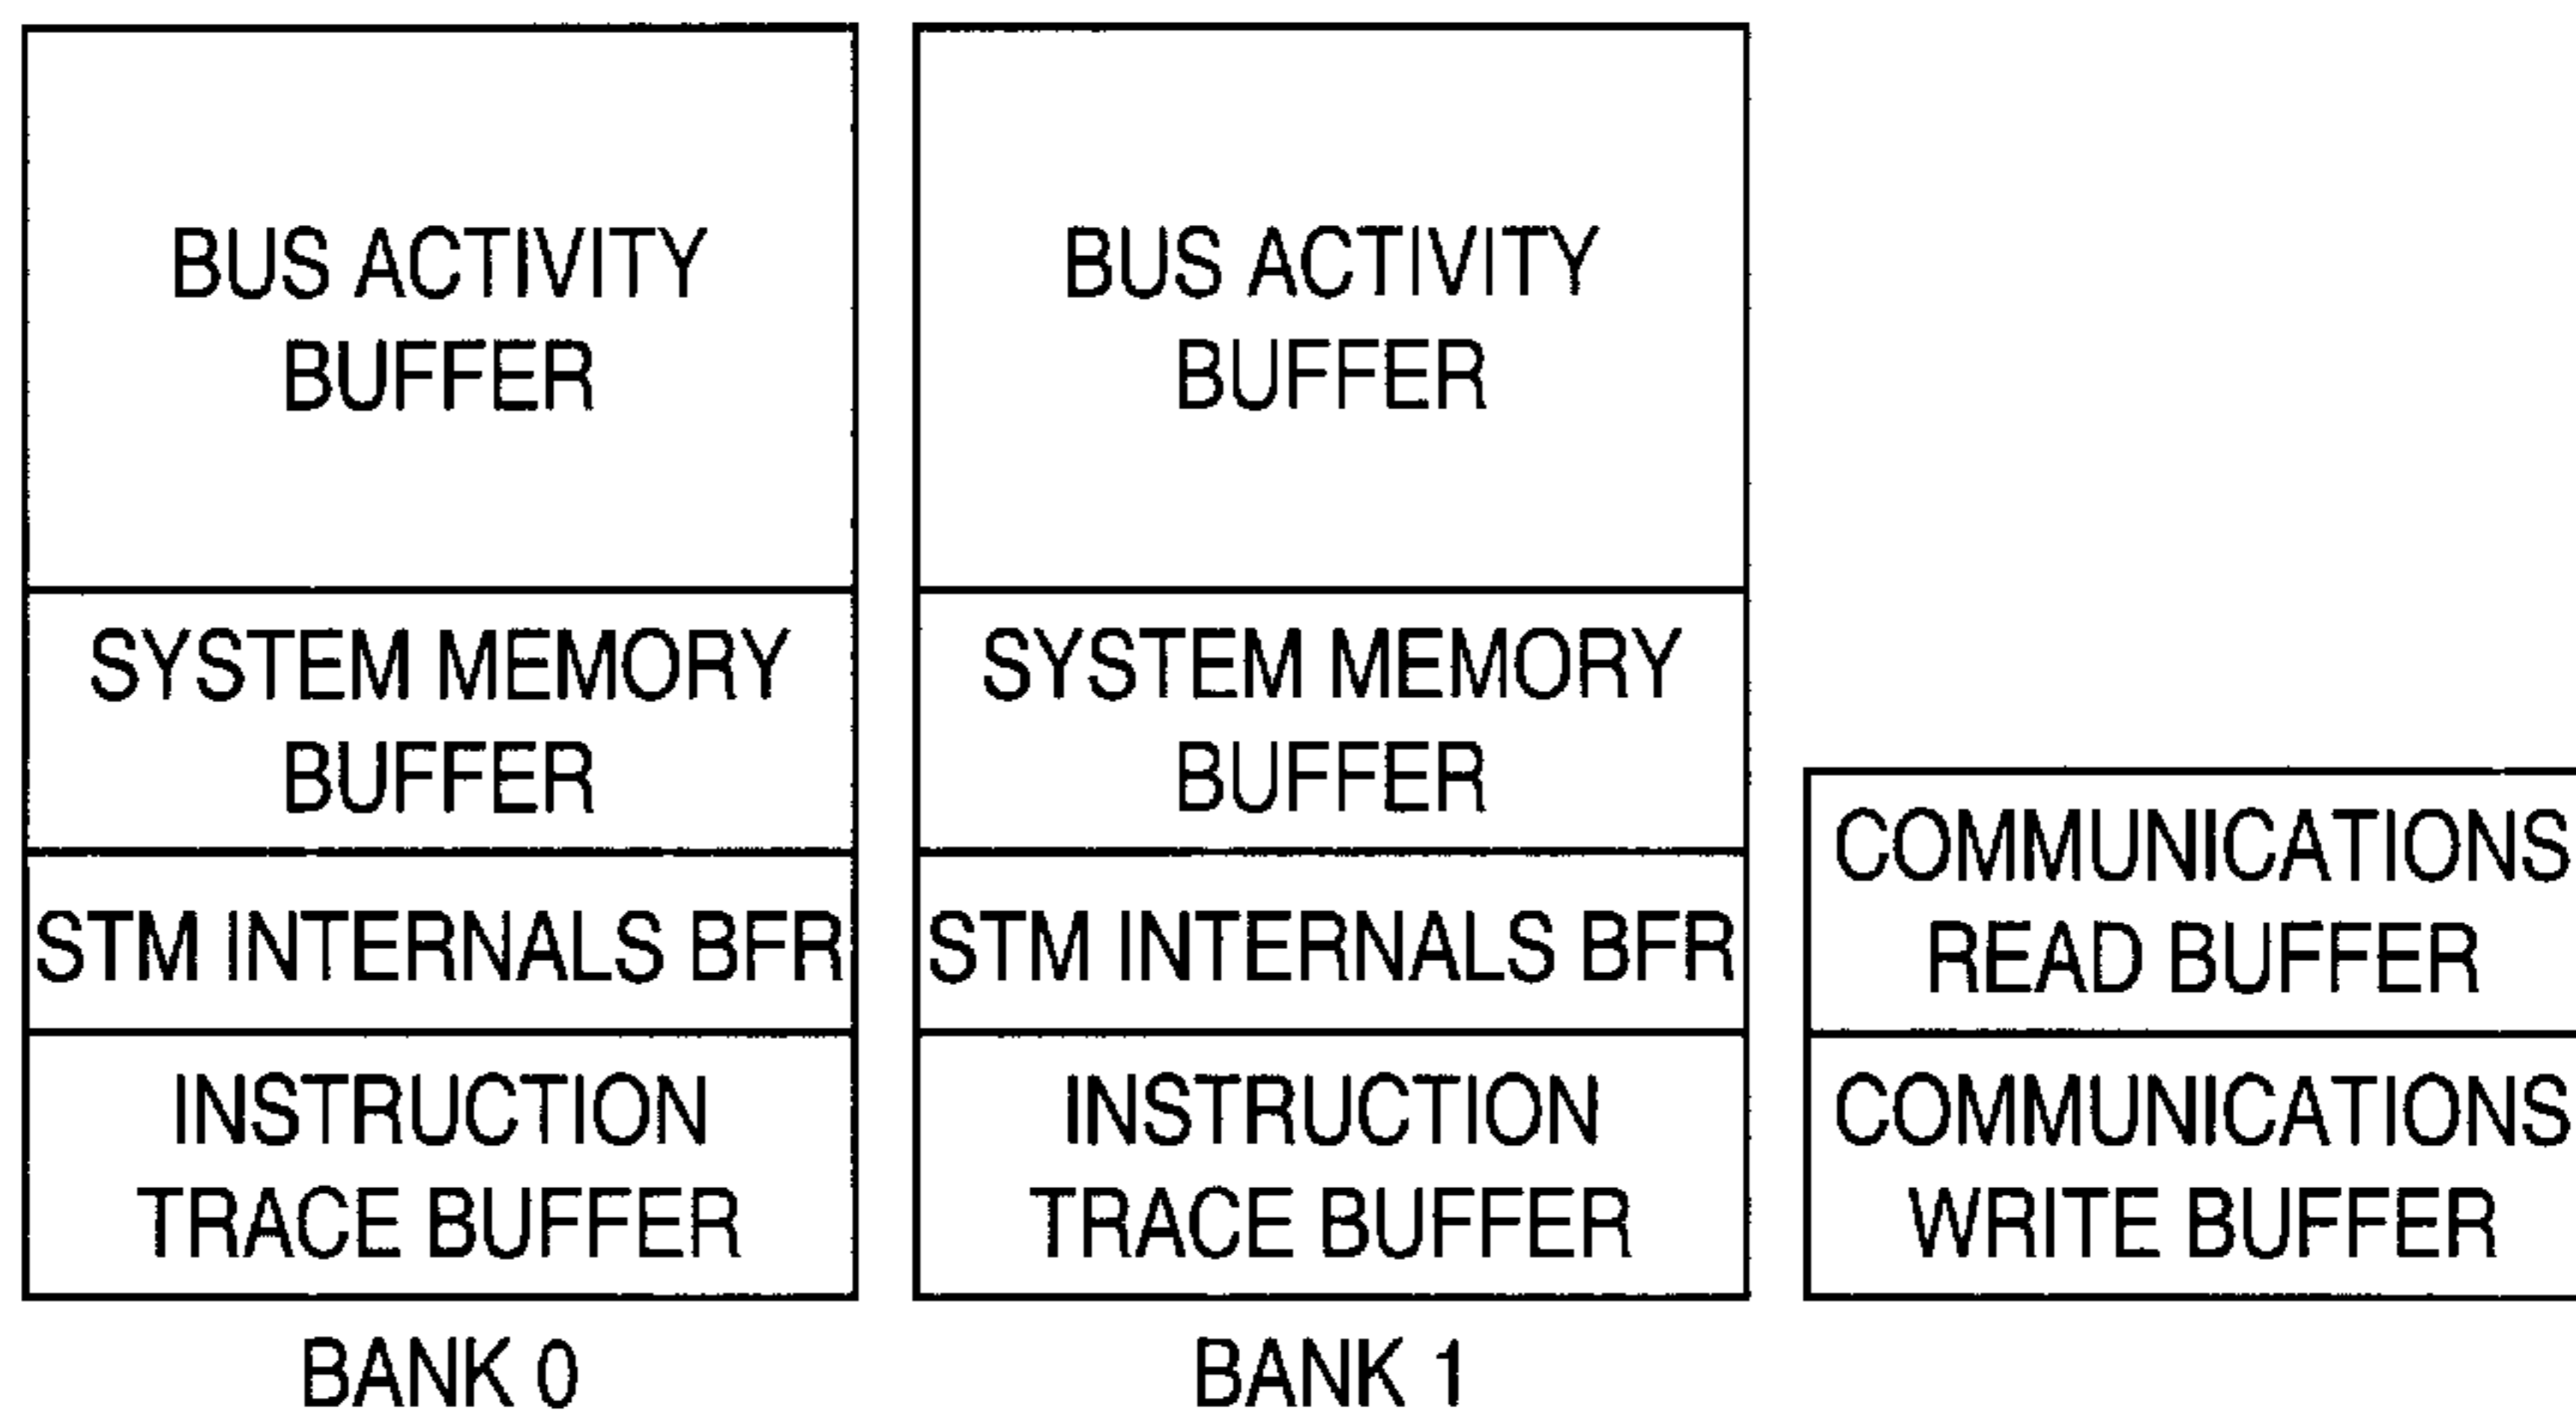 BUS ACTIVITY
BUFFER
SYSTEM MEMORY
BUFFER
STM INTERNALS BFR
INSTRUCTION
TRACE BUFFER
BANK 0
BUS ACTIVITY
BUFFER
SYSTEM MEMORY
BUFFER
STM INTERNALS BFR
INSTRUCTION
TRACE BUFFER
BANK 1
COMMUNICATIONS
READ BUFFER
COMMUNICATIONS
WRITE BUFFER